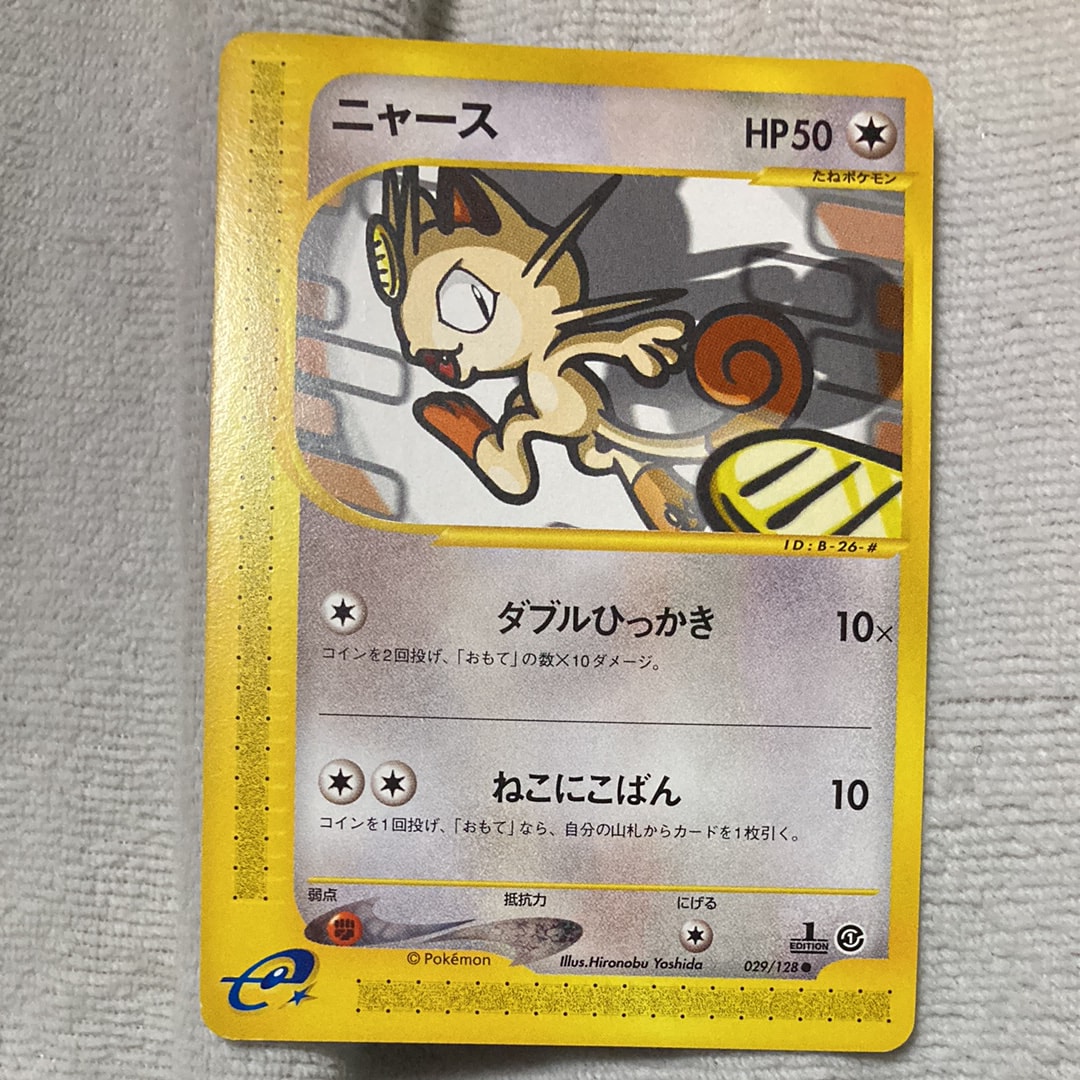 ニャース
HP50
たねポケモン
ID:B-26-#
ダブルひっかき 10×
コインを2回投げ、「おもて」の数×10ダメージ。
ねこにこばん 10
コインを1回投げ、「おもて」なら、自分の山札からカードを1枚引く。
弱点 抵抗力 にげる
1 EDITION
© Pokémon Illus.Hironobu Yoshida 029/128 ●
e